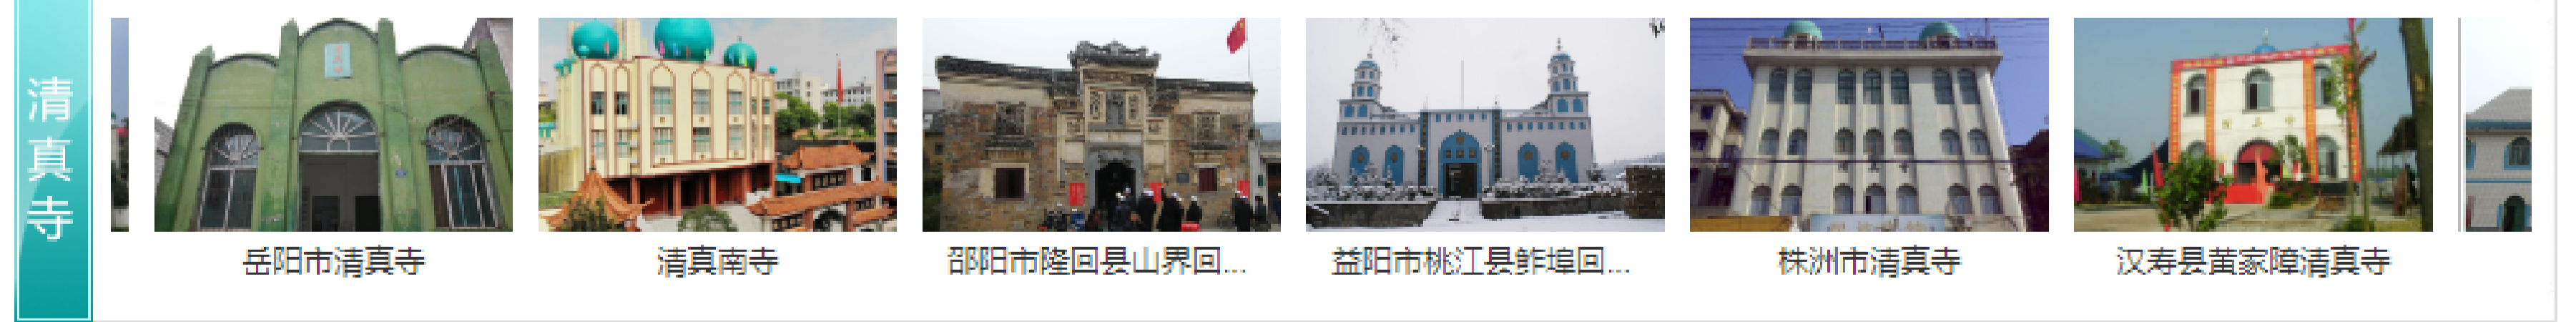 清真寺
岳阳市清真寺
清真南寺
邵阳市隆回县山界回...
益阳市桃江县鲊埠回...
株洲市清真寺
汉寿县黄家障清真寺